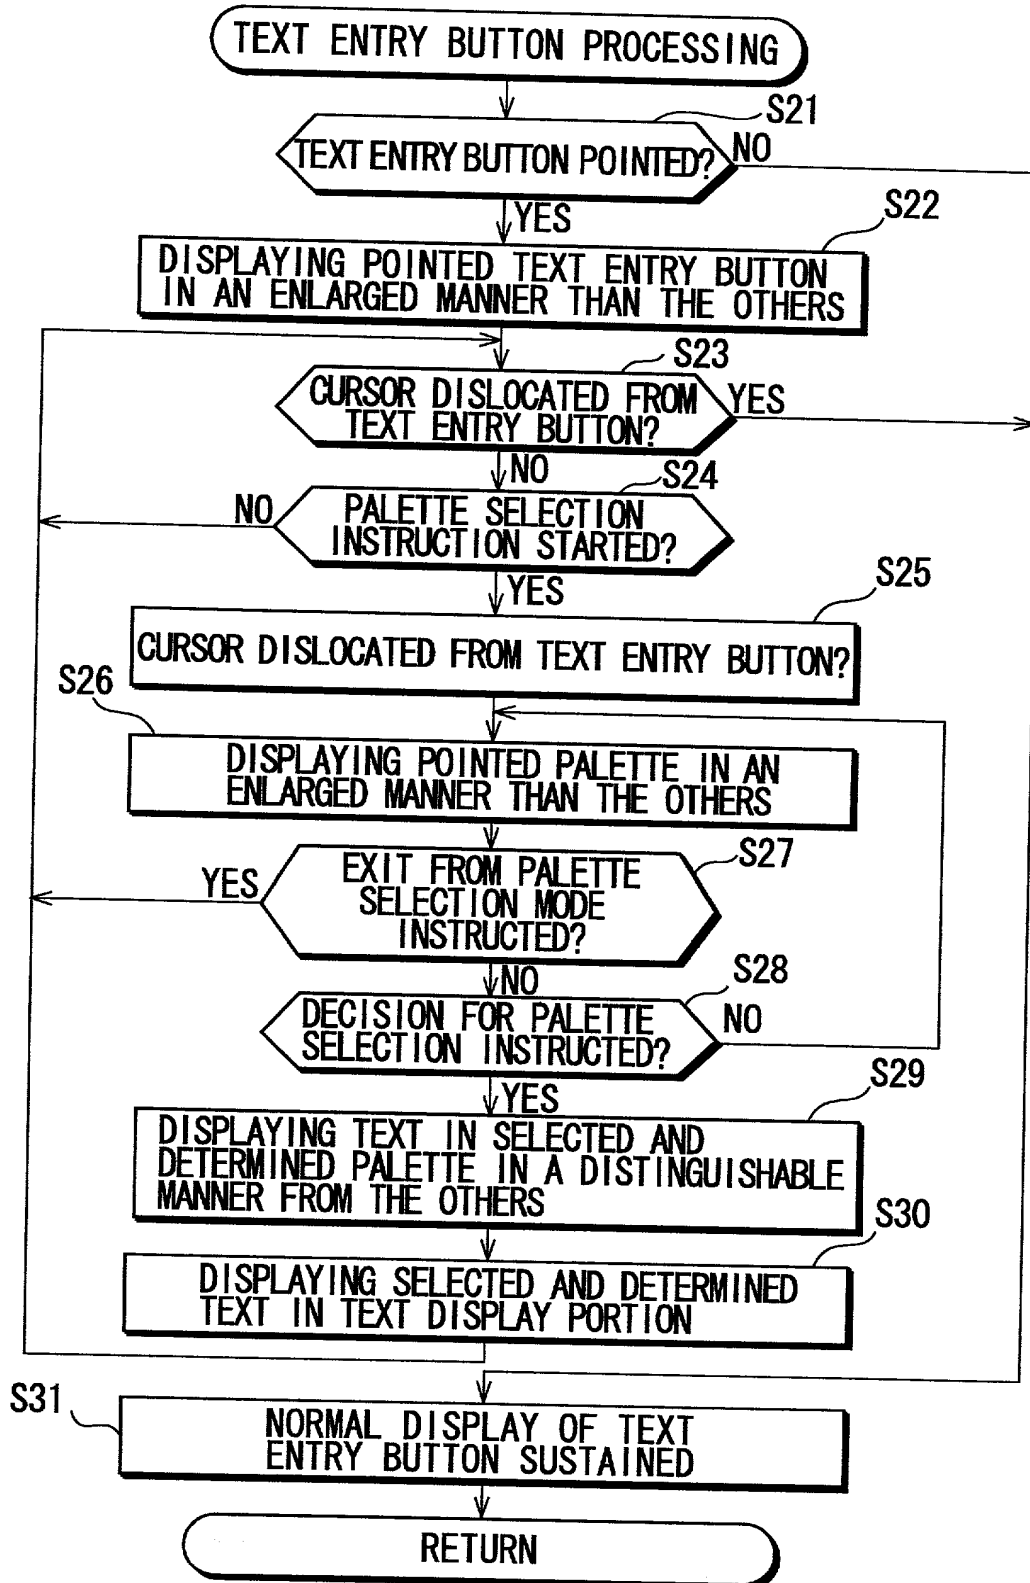 TEXT ENTRY BUTTON PROCESSING
S21
TEXT ENTRY BUTTON POINTED?
NO
YES
S22
DISPLAYING POINTED TEXT ENTRY BUTTON
IN AN ENLARGED MANNER THAN THE OTHERS
S23
CURSOR DISLOCATED FROM
TEXT ENTRY BUTTON?
YES
NO
S24
NO
PALETTE SELECTION
INSTRUCTION STARTED?
YES
S25
CURSOR DISLOCATED FROM TEXT ENTRY BUTTON?
S26
DISPLAYING POINTED PALETTE IN AN
ENLARGED MANNER THAN THE OTHERS
S27
YES
EXIT FROM PALETTE
SELECTION MODE
INSTRUCTED?
NO
S28
DECISION FOR PALETTE
SELECTION INSTRUCTED?
NO
YES
S29
DISPLAYING TEXT IN SELECTED AND
DETERMINED PALETTE IN A DISTINGUISHABLE
MANNER FROM THE OTHERS
S30
DISPLAYING SELECTED AND DETERMINED
TEXT IN TEXT DISPLAY PORTION
S31
NORMAL DISPLAY OF TEXT
ENTRY BUTTON SUSTAINED
RETURN